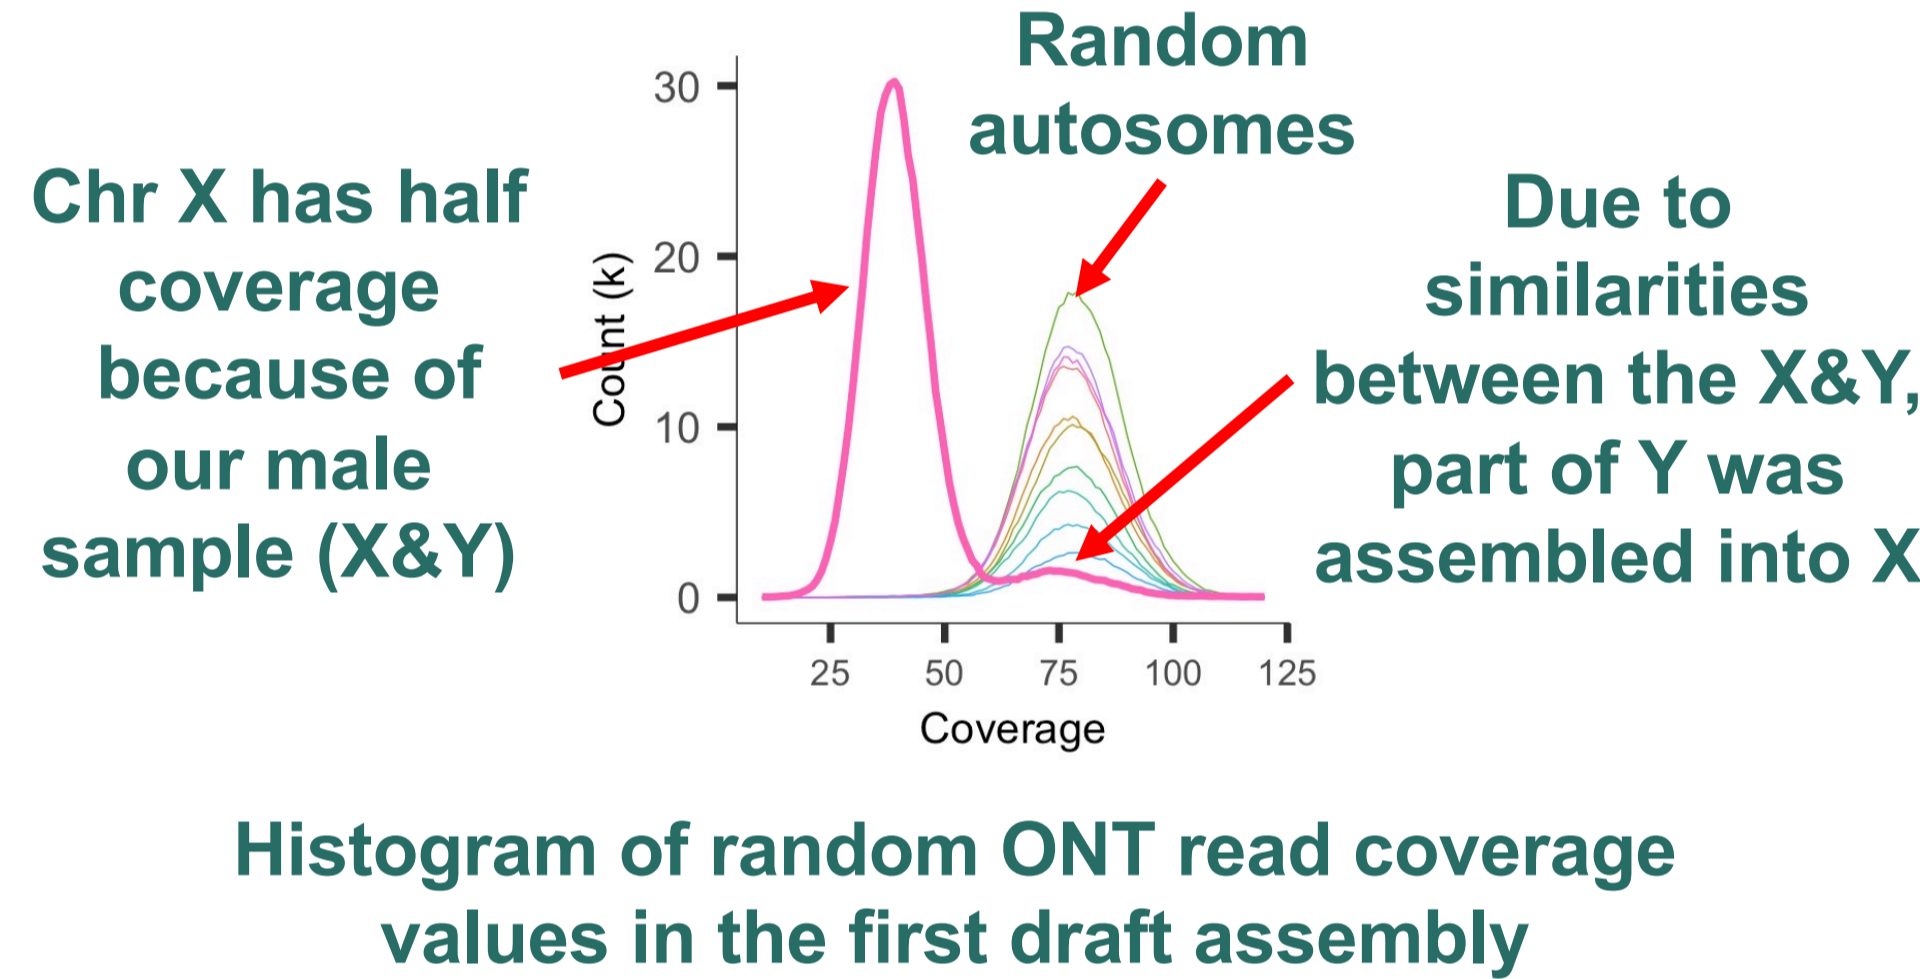 Random
autosomes
Chr X has half
coverage
because of
our male
sample (X&Y)
Due to
similarities
between the X&Y,
part of Y was
assembled into X
Count (k)
30
20
10
0
25
50
75
100
125
Coverage
Histogram of random ONT read coverage
values in the first draft assembly